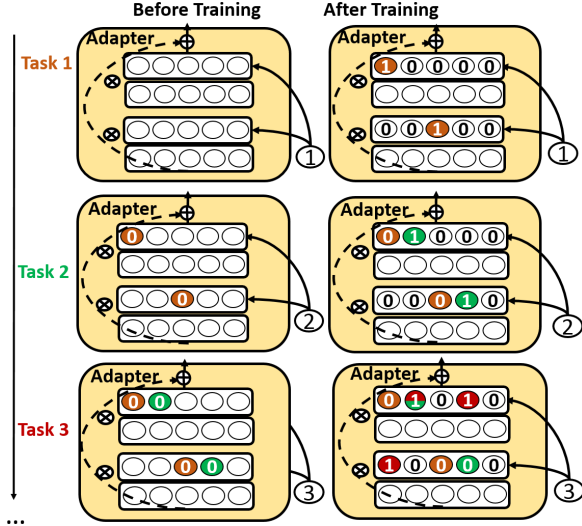 Before Training After Training
Adapter Adapter
Task 1
1 0 0 0 0
0 0 1 0 0
1 1
Adapter Adapter
0 0 1 0 0 0
Task 2
0 0 0 0 1 0
2 2
Adapter Adapter
0 0 0 1 0 1 0
Task 3
0 0 1 0 0 0 0
3 3
...